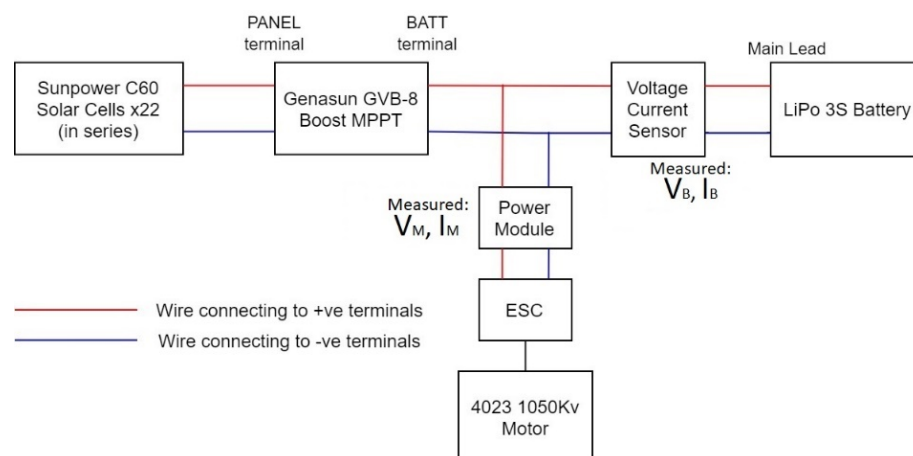 PANEL
terminal
BATT
terminal
Main Lead
Sunpower C60
Solar Cells x22
(in series)
Genasun GVB-8
Boost MPPT
Voltage
Current
Sensor
LiPo 3S Battery
Measured:
VB, IB
Measured:
VM, IM
Power
Module
ESC
Wire connecting to +ve terminals
Wire connecting to -ve terminals
4023 1050Kv
Motor